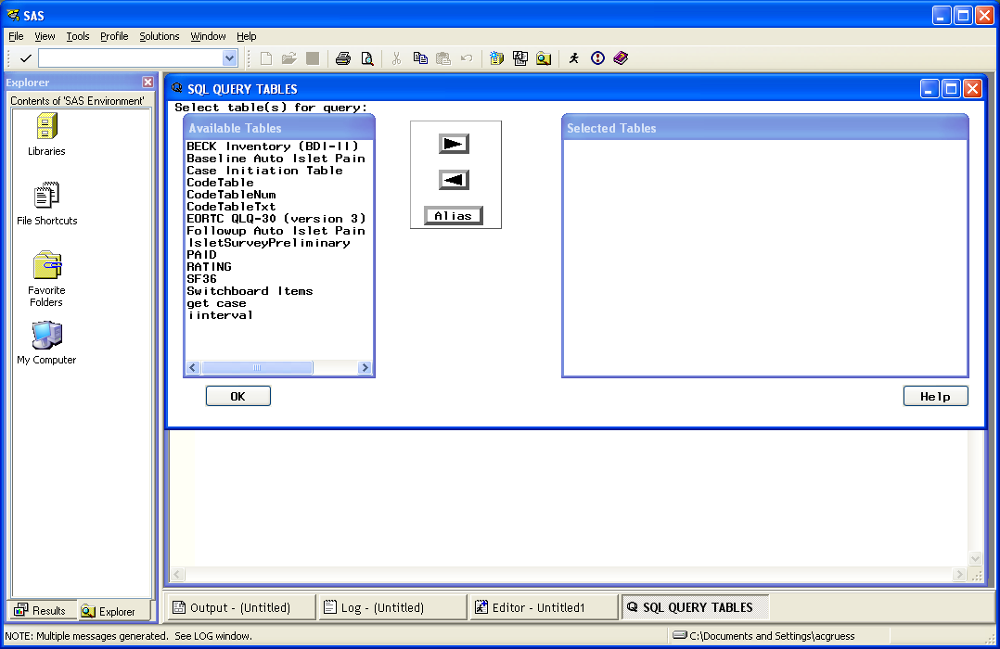 SAS
File View Tools Profile Solutions Window Help
Explorer
Contents of 'SAS Environment'
Libraries
File Shortcuts
Favorite
Folders
My Computer
SQL QUERY TABLES
Select table(s) for query:
Available Tables
BECK Inventory (BDI-II)
Baseline Auto Islet Pain
Case Initiation Table
CodeTable
CodeTableNum
CodeTableTxt
EORTC QLQ-30 (version 3)
Followup Auto Islet Pain
IsletSurveyPreliminary
PAID
RATING
SF36
Switchboard Items
get case
iinterval
Alias
Selected Tables
OK
Help
Results
Explorer
Output - (Untitled)
Log - (Untitled)
Editor - Untitled1
SQL QUERY TABLES
NOTE: Multiple messages generated. See LOG window.
C:\Documents and Settings\acgruess